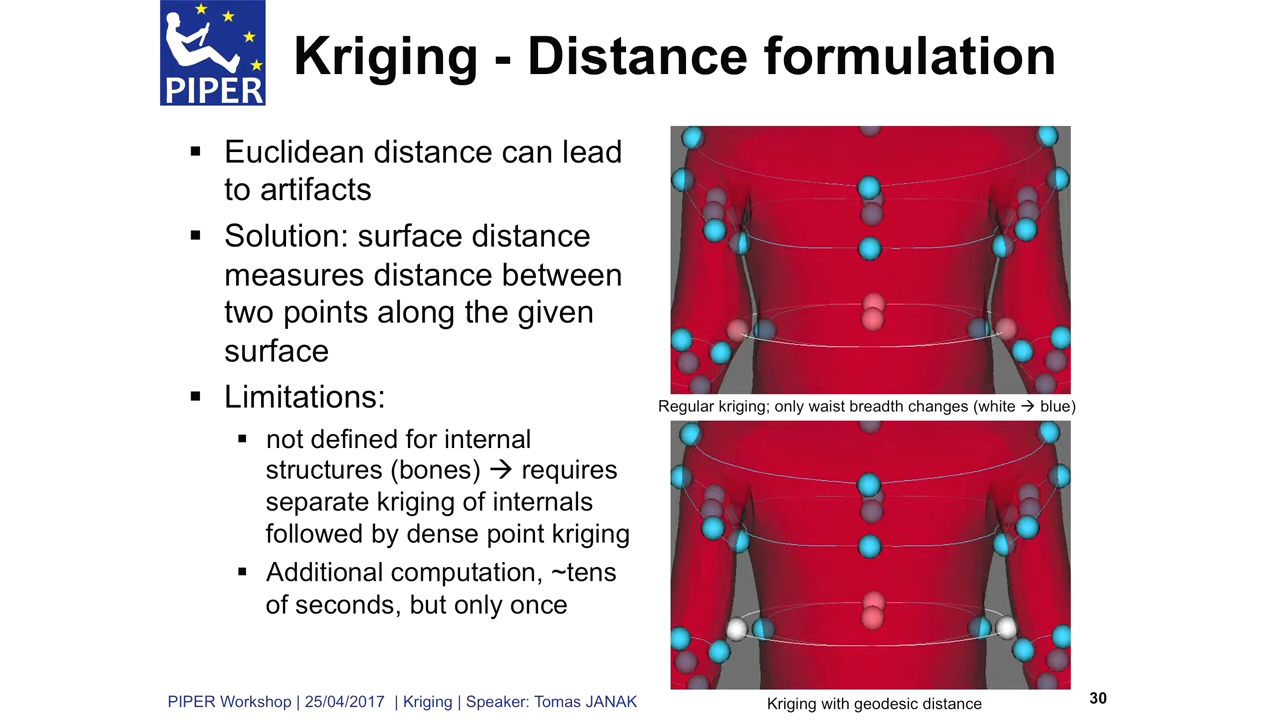 PIPER
Kriging - Distance formulation
▪ Euclidean distance can lead
to artifacts
▪ Solution: surface distance
measures distance between
two points along the given
surface
▪ Limitations:
▪ not defined for internal
structures (bones) → requires
separate kriging of internals
followed by dense point kriging
▪ Additional computation, ~tens
of seconds, but only once
Regular kriging; only waist breadth changes (white → blue)
Kriging with geodesic distance
PIPER Workshop | 25/04/2017 | Kriging | Speaker: Tomas JANAK
30